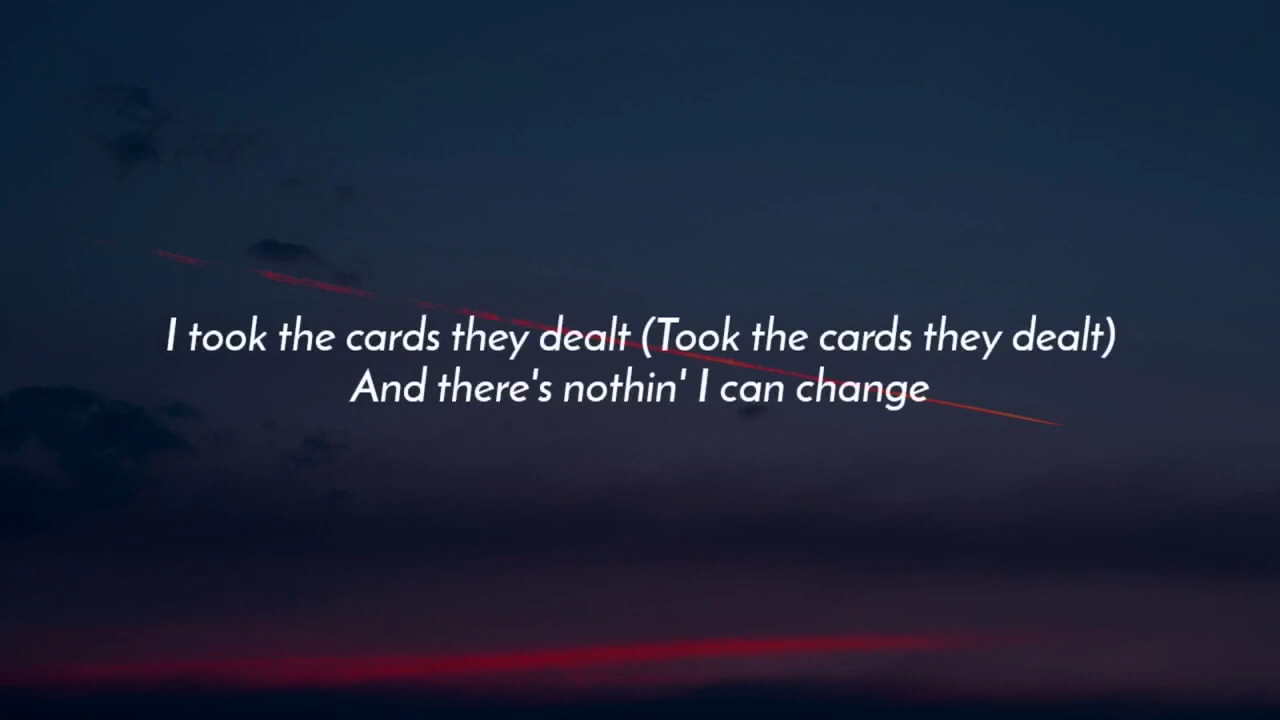 I took the cards they dealt (Took the cards they dealt)
And there's nothin' I can change